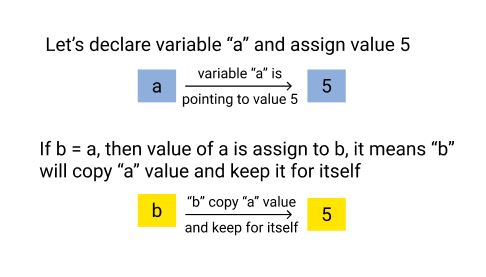 Let's declare variable “a” and assign value 5
variable “a” is
a
5
pointing to value 5
If b = a, then value of a is assign to b, it means “b”
will copy “a” value and keep it for itself
“b” copy “a” value
b
5
and keep for itself